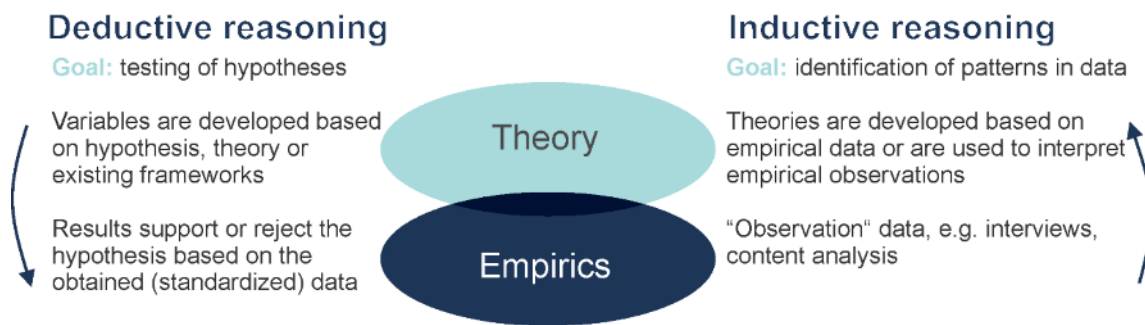 Deductive reasoning
Goal: testing of hypotheses
Variables are developed based
on hypothesis, theory or
existing frameworks
Results support or reject the
hypothesis based on the
obtained (standardized) data
Theory
Empirics
Inductive reasoning
Goal: identification of patterns in data
Theories are developed based on
empirical data or are used to interpret
empirical observations
“Observation“ data, e.g. interviews,
content analysis